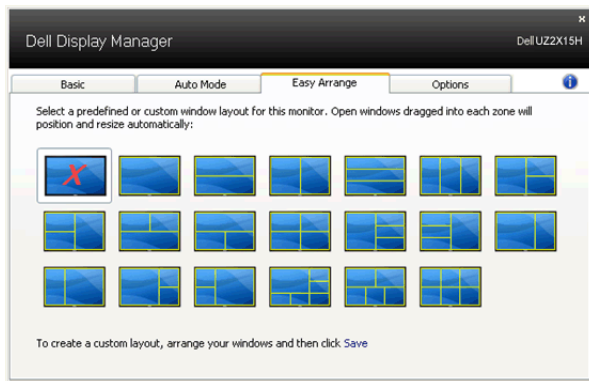 x
Dell Display Manager
Dell UZ2X15H
Basic
Auto Mode
Easy Arrange
Options
i
Select a predefined or custom window layout for this monitor. Open windows dragged into each zone will
position and resize automatically:
X
To create a custom layout, arrange your windows and then click Save